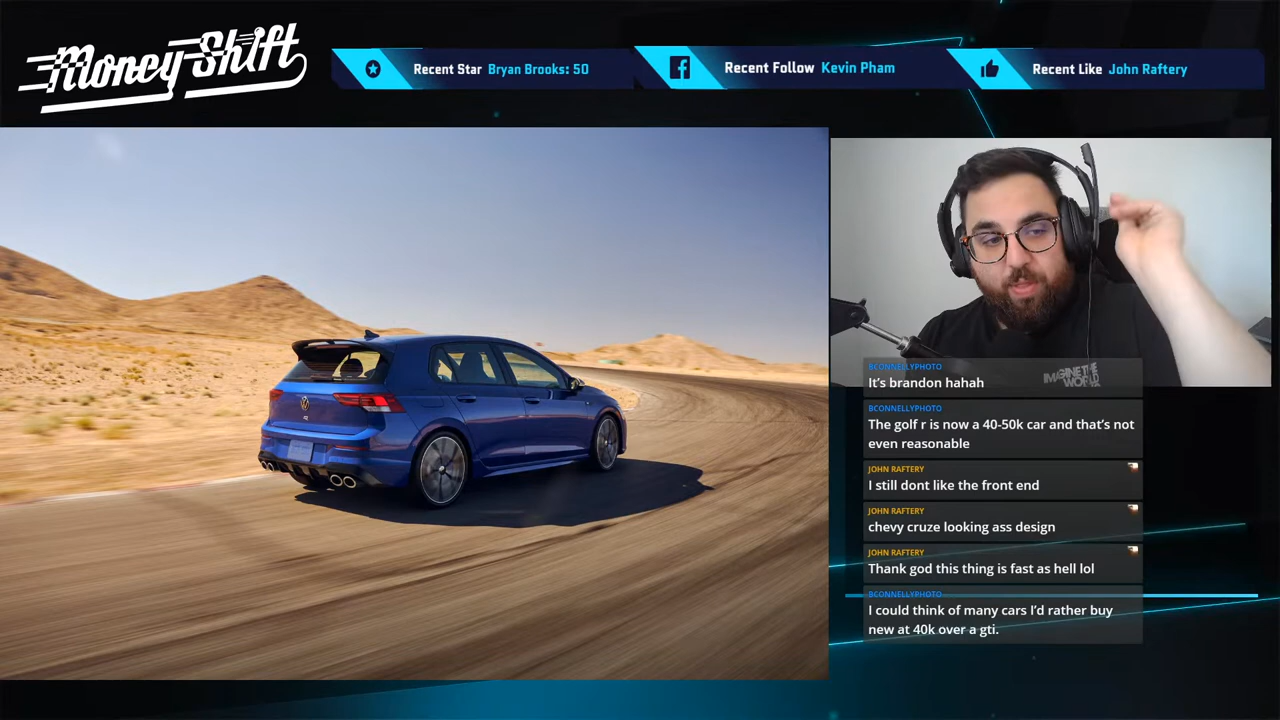 Money Shift
Recent Star Bryan Brooks: 50
Recent Follow Kevin Pham
Recent Like John Raftery
IMAGINE THE
WORLD
BCONNELLYPHOTO
It's brandon hahah
BCONNELLYPHOTO
The golf r is now a 40-50k car and that's not
even reasonable
JOHN RAFTERY
I still dont like the front end
JOHN RAFTERY
chevy cruze looking ass design
JOHN RAFTERY
Thank god this thing is fast as hell lol
BCONNELLYPHOTO
I could think of many cars I'd rather buy
new at 40k over a gti.